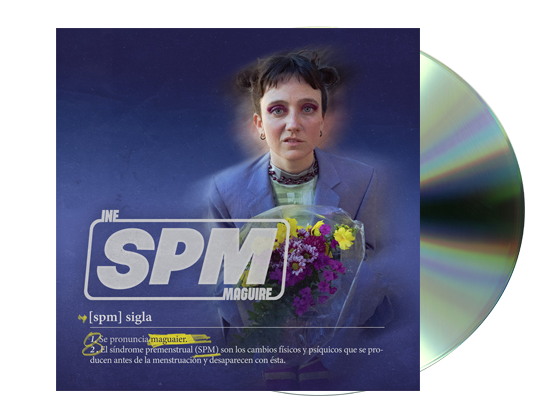 INE
SPM
MAGUIRE
[spm] sigla
1. Se pronuncia maguaier.
2. El síndrome premenstrual (SPM) son los cambios físicos y psíquicos que se pro-
ducen antes de la menstruación y desaparecen con ésta.